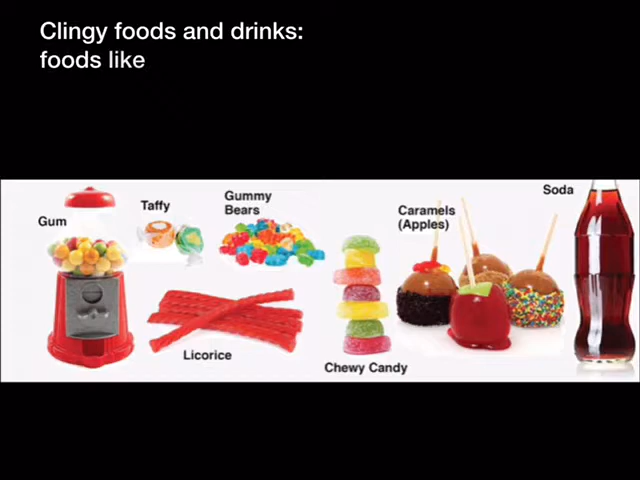 Clingy foods and drinks:
foods like
Gum
Taffy
Gummy
Bears
Licorice
Chewy Candy
Caramels
(Apples)
Soda